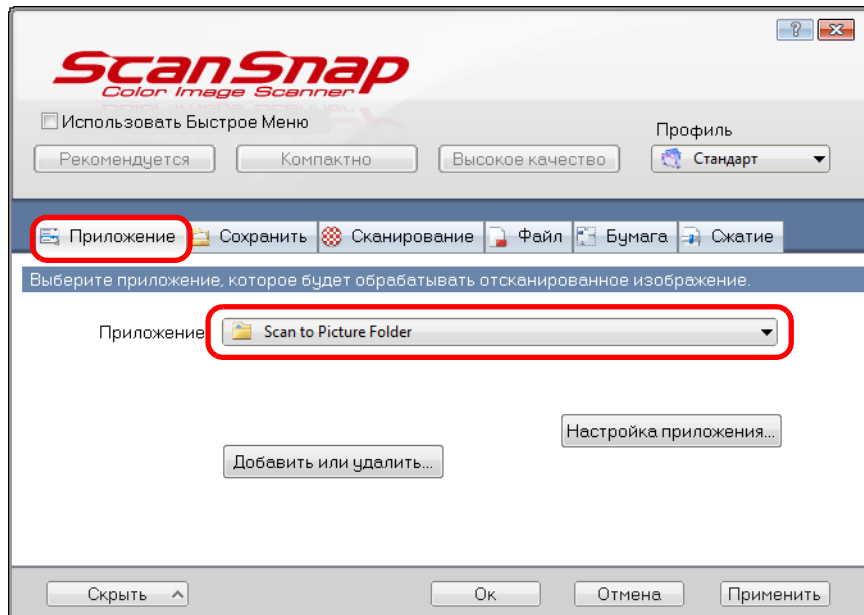 ScanSnap
Color Image Scanner
Использовать Быстрое Меню
Профиль
Рекомендуется Компактно Высокое качество Стандарт
Приложение Сохранить Сканирование Файл Бумага Сжатие
Выберите приложение, которое будет обрабатывать отсканированное изображение.
Приложение Scan to Picture Folder
Настройка приложения...
Добавить или удалить...
Скрыть Ок Отмена Применить